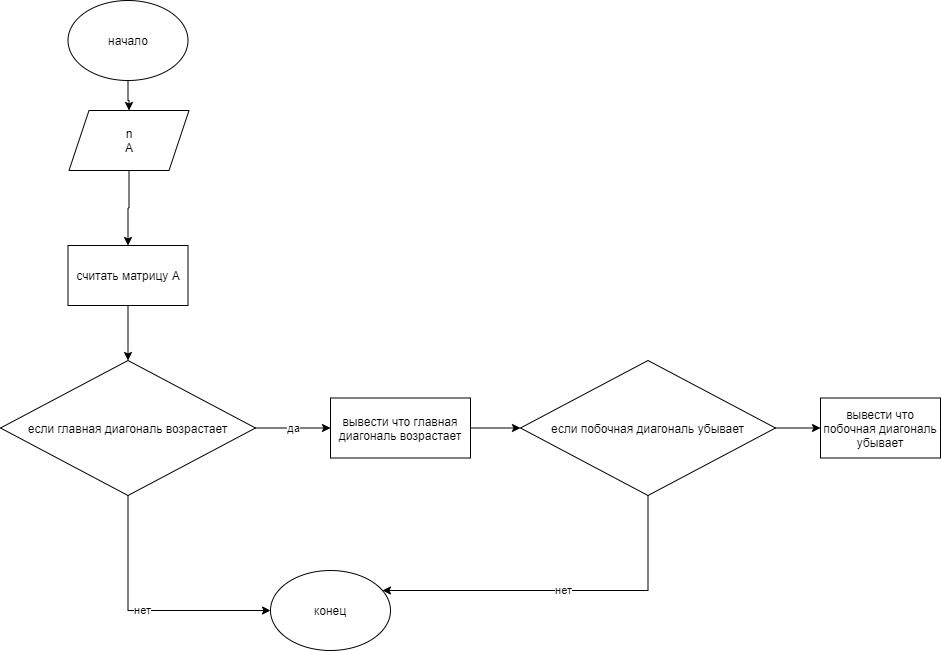 начало
n
A
считать матрицу А
если главная диагональ возрастает
да
вывести что главная
диагональ возрастает
если побочная диагональ убывает
вывести что
побочная диагональ
убывает
нет
нет
конец